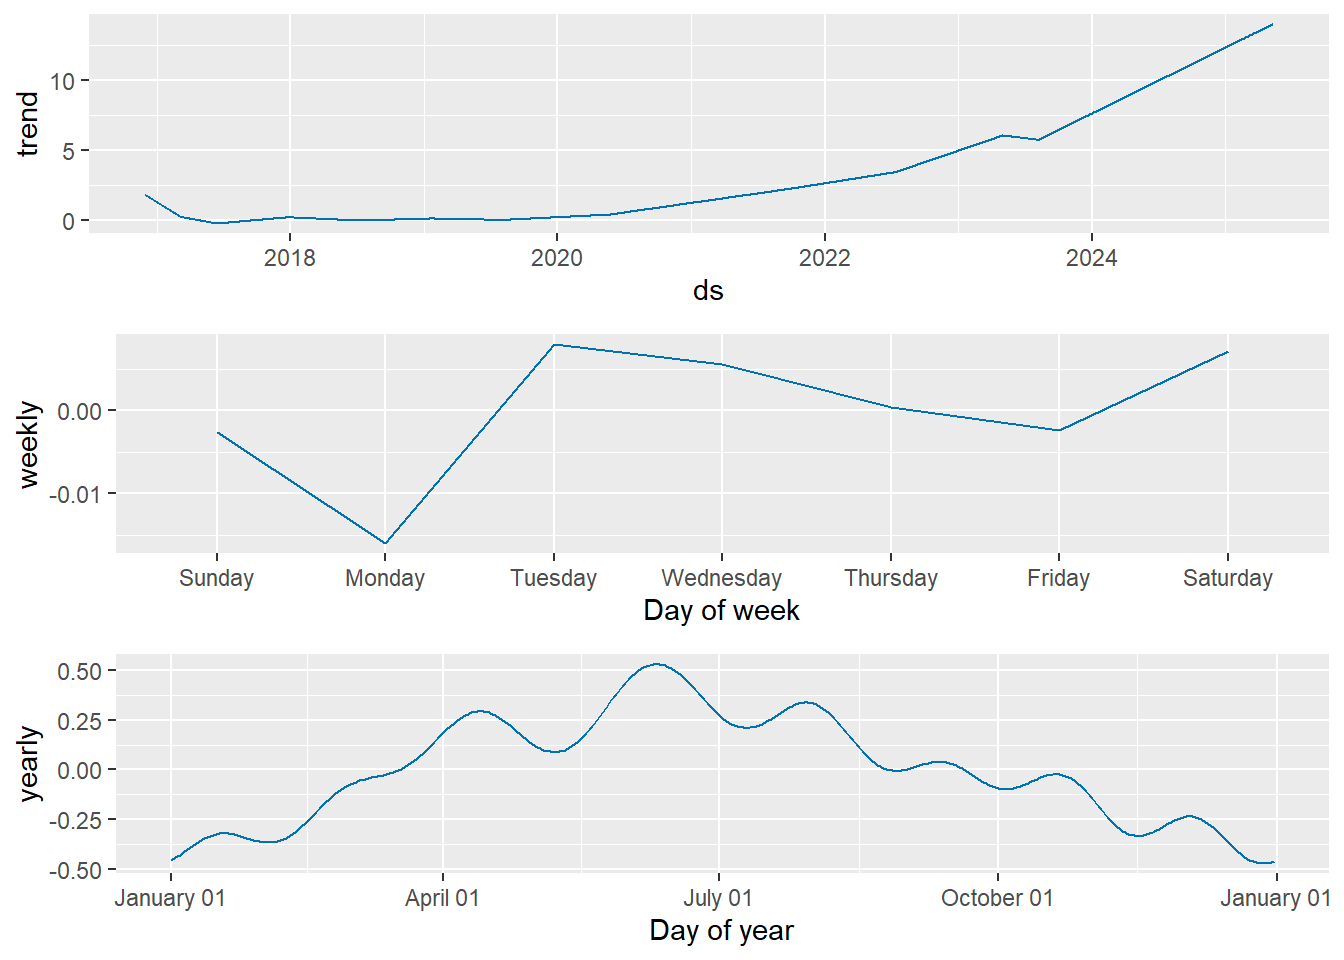 trend
10
5
0
2018 2020 2022 2024
ds
weekly
0.00
-0.01
Sunday Monday Tuesday Wednesday Thursday Friday Saturday
Day of week
yearly
0.50
0.25
0.00
-0.25
-0.50
January 01 April 01 July 01 October 01 January 01
Day of year